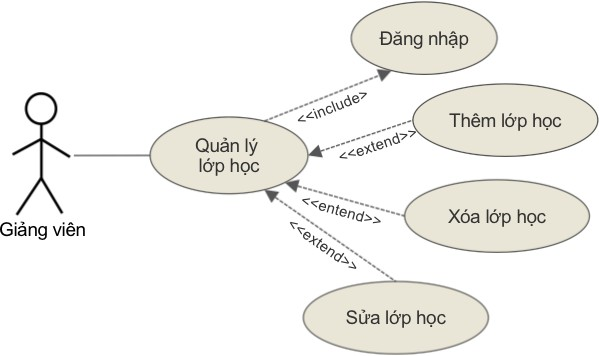 Đăng nhập
<<include>
Thêm lớp học
<<extend>>
Quản lý
lớp học
<<entend>>
Xóa lớp học
Giảng viên
<<extend>>
Sửa lớp học